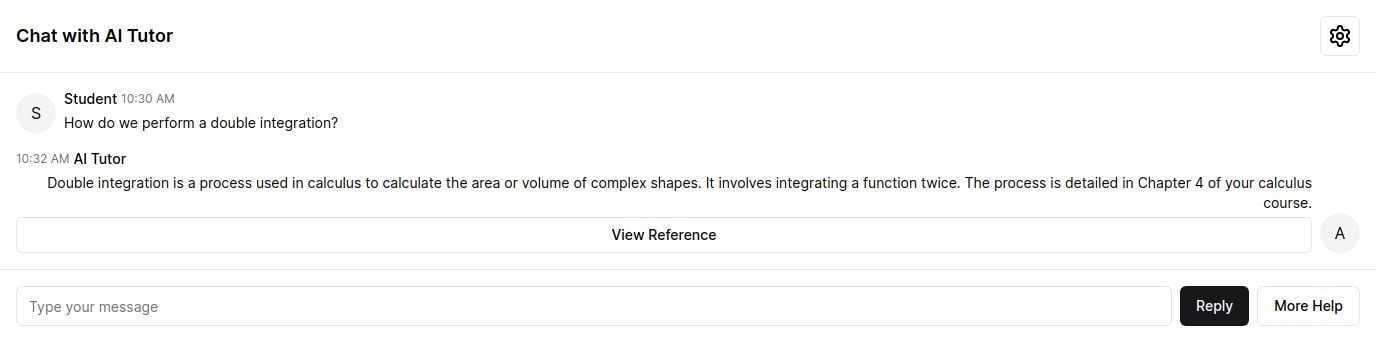 Chat with AI Tutor
S
Student 10:30 AM
How do we perform a double integration?
10:32 AM AI Tutor
Double integration is a process used in calculus to calculate the area or volume of complex shapes. It involves integrating a function twice. The process is detailed in Chapter 4 of your calculus
course.
View Reference
A
Type your message
Reply
More Help